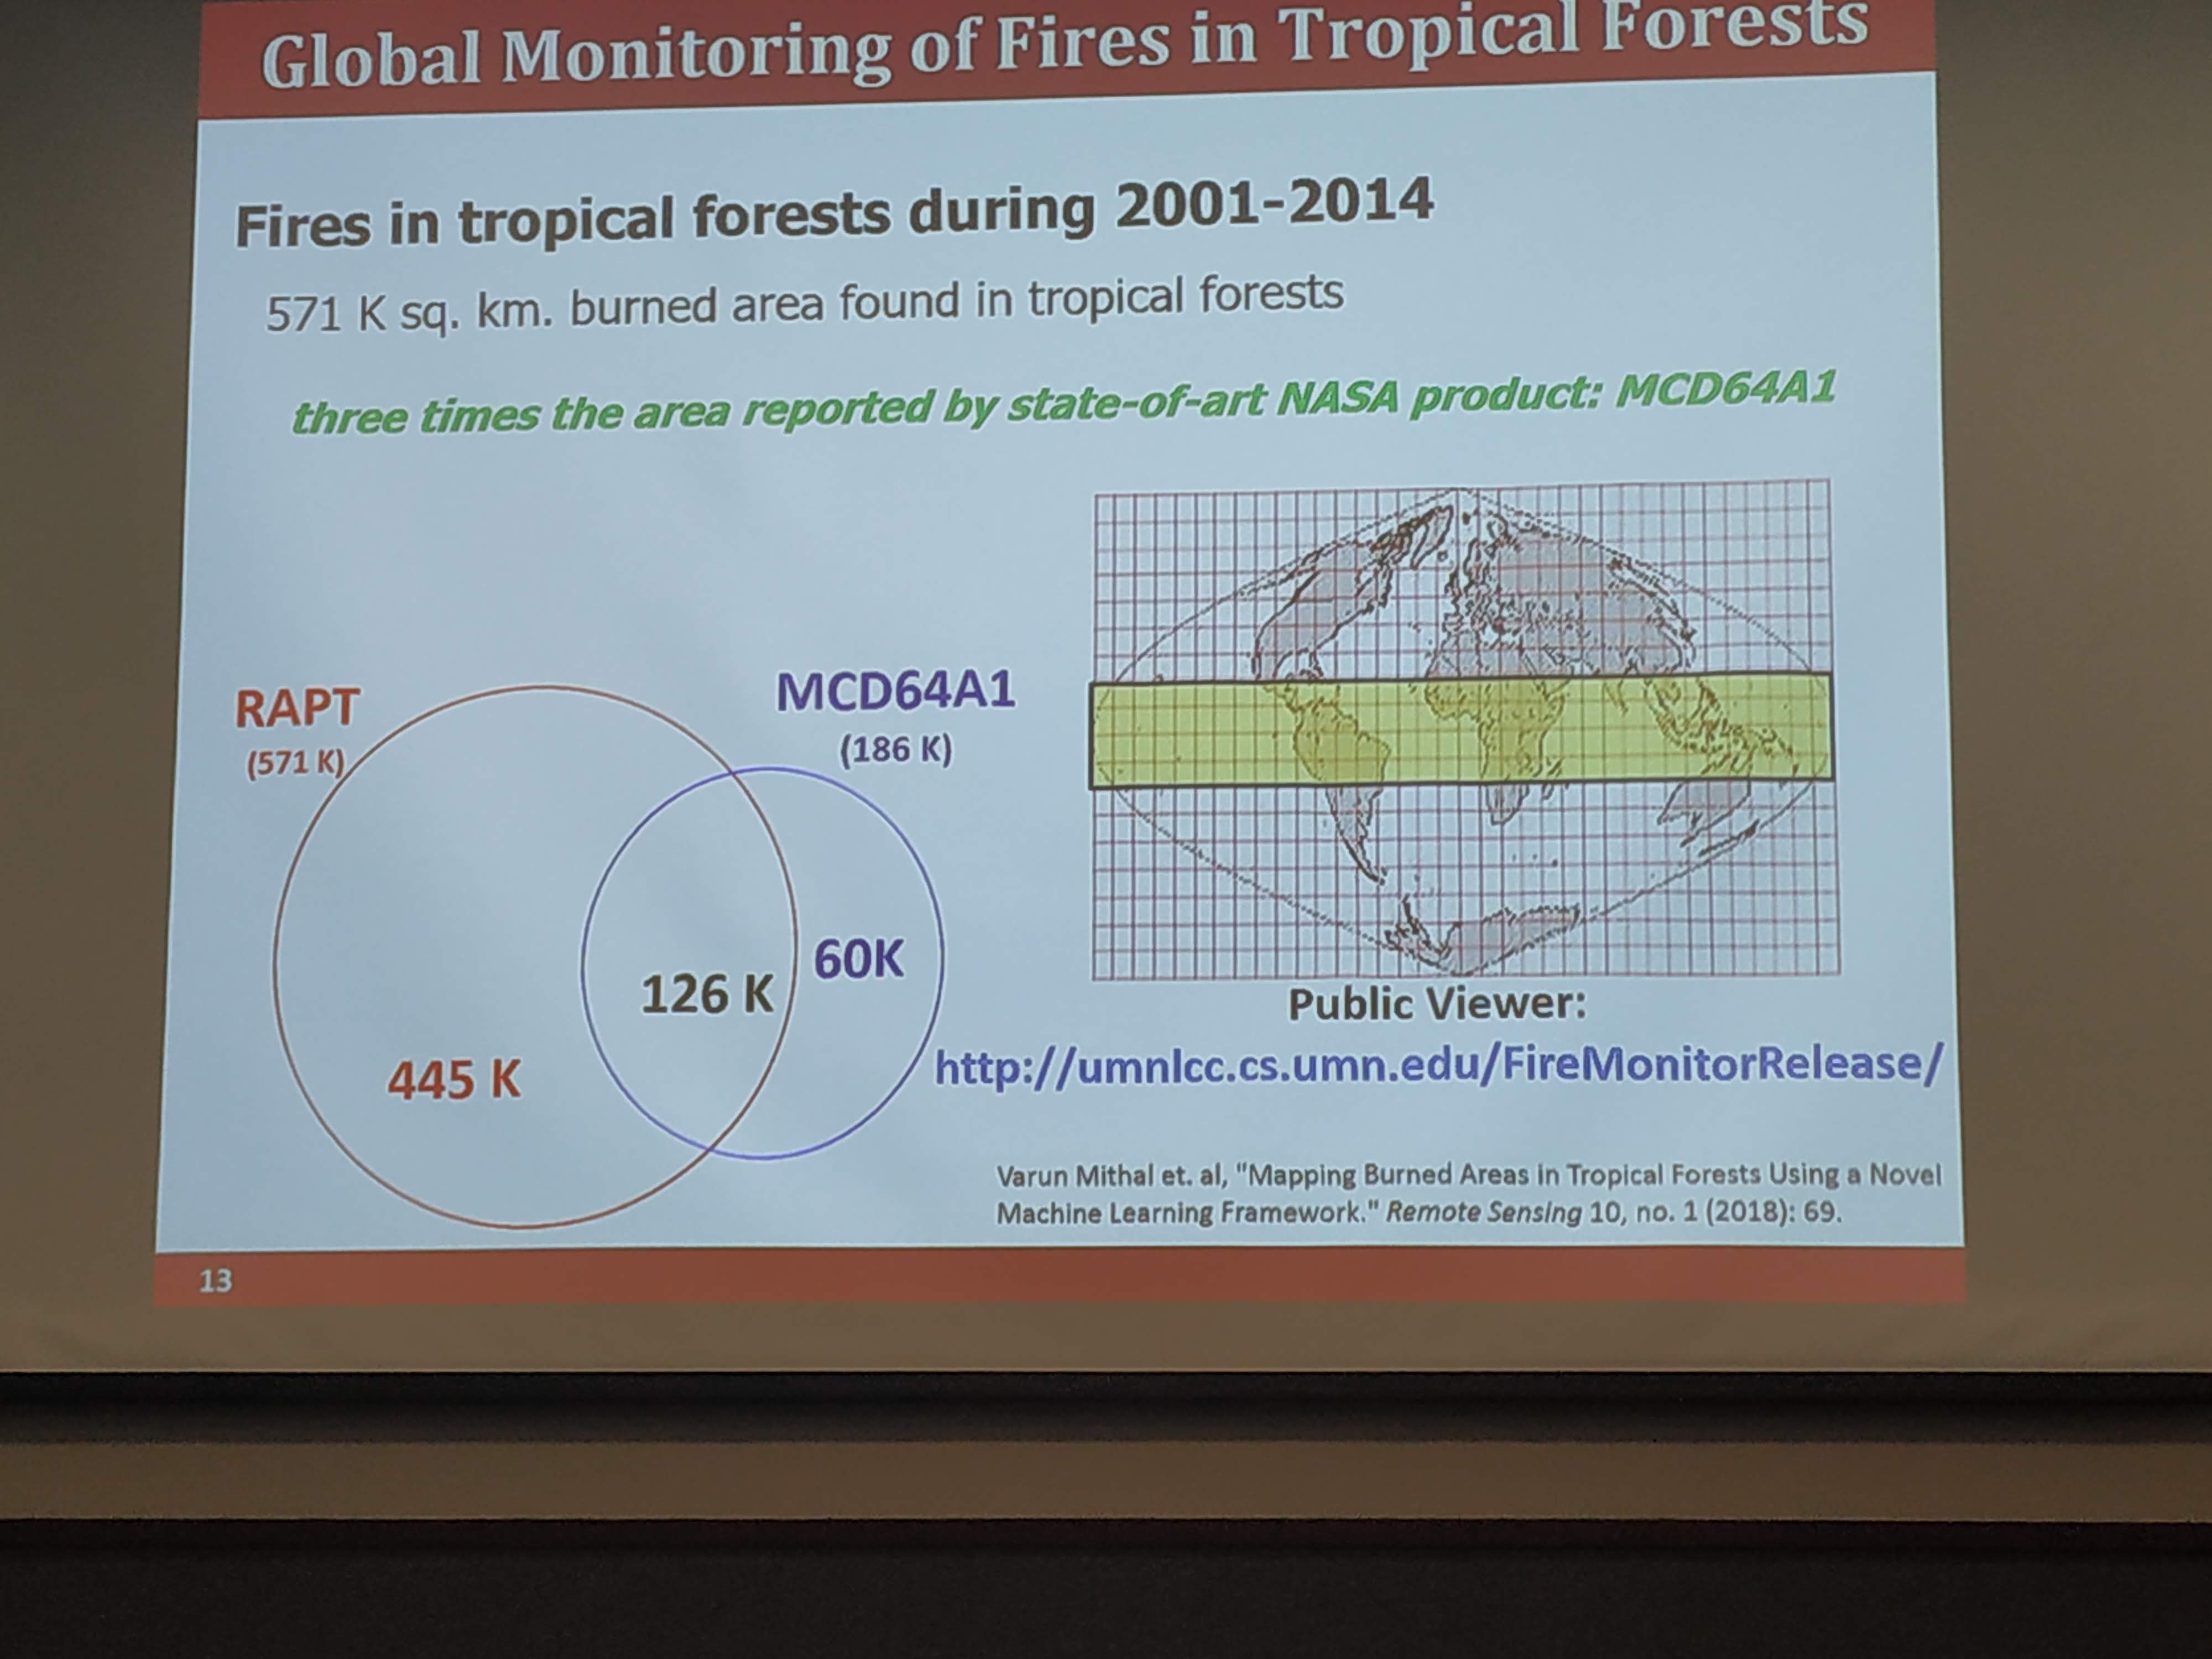 Global Monitoring of Fires in Tropical Forests
Fires in tropical forests during 2001-2014
571 K sq. km. burned area found in tropical forests
three times the area reported by state-of-art NASA product: MCD64A1
RAPT
(571 K)
MCD64A1
(186 K)
126 K
60K
445 K
Public Viewer:
http://umnlcc.cs.umn.edu/FireMonitorRelease/
Varun Mithal et. al, "Mapping Burned Areas in Tropical Forests Using a Novel
Machine Learning Framework." Remote Sensing 10, no. 1 (2018): 69.
13